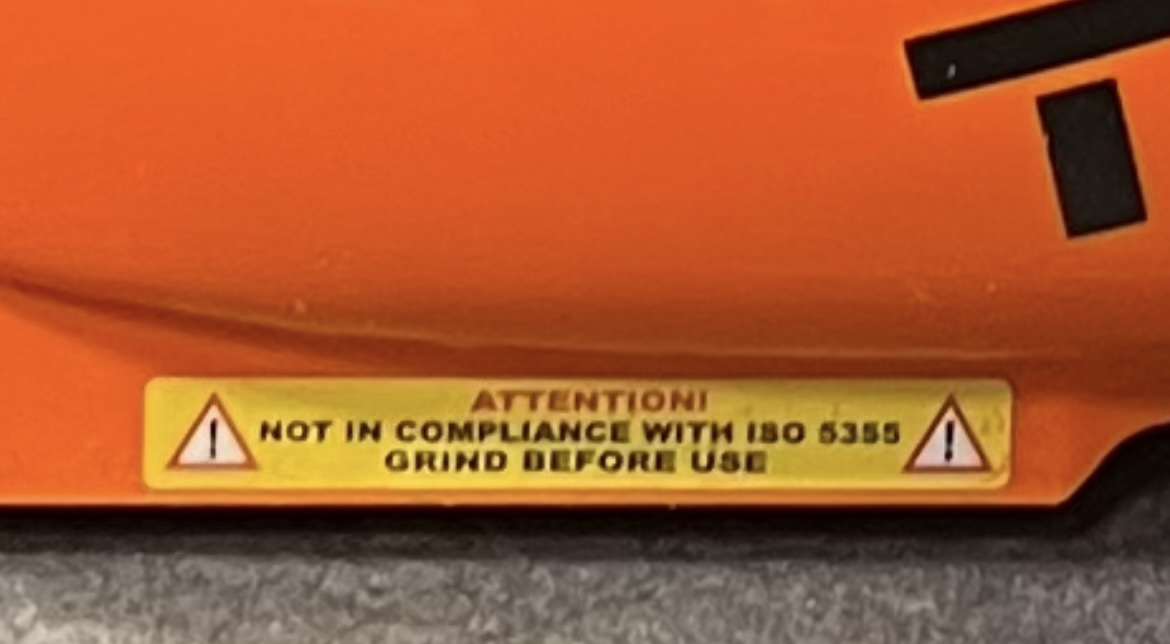 ATTENTION!
NOT IN COMPLIANCE WITH ISO 5355
GRIND BEFORE USE